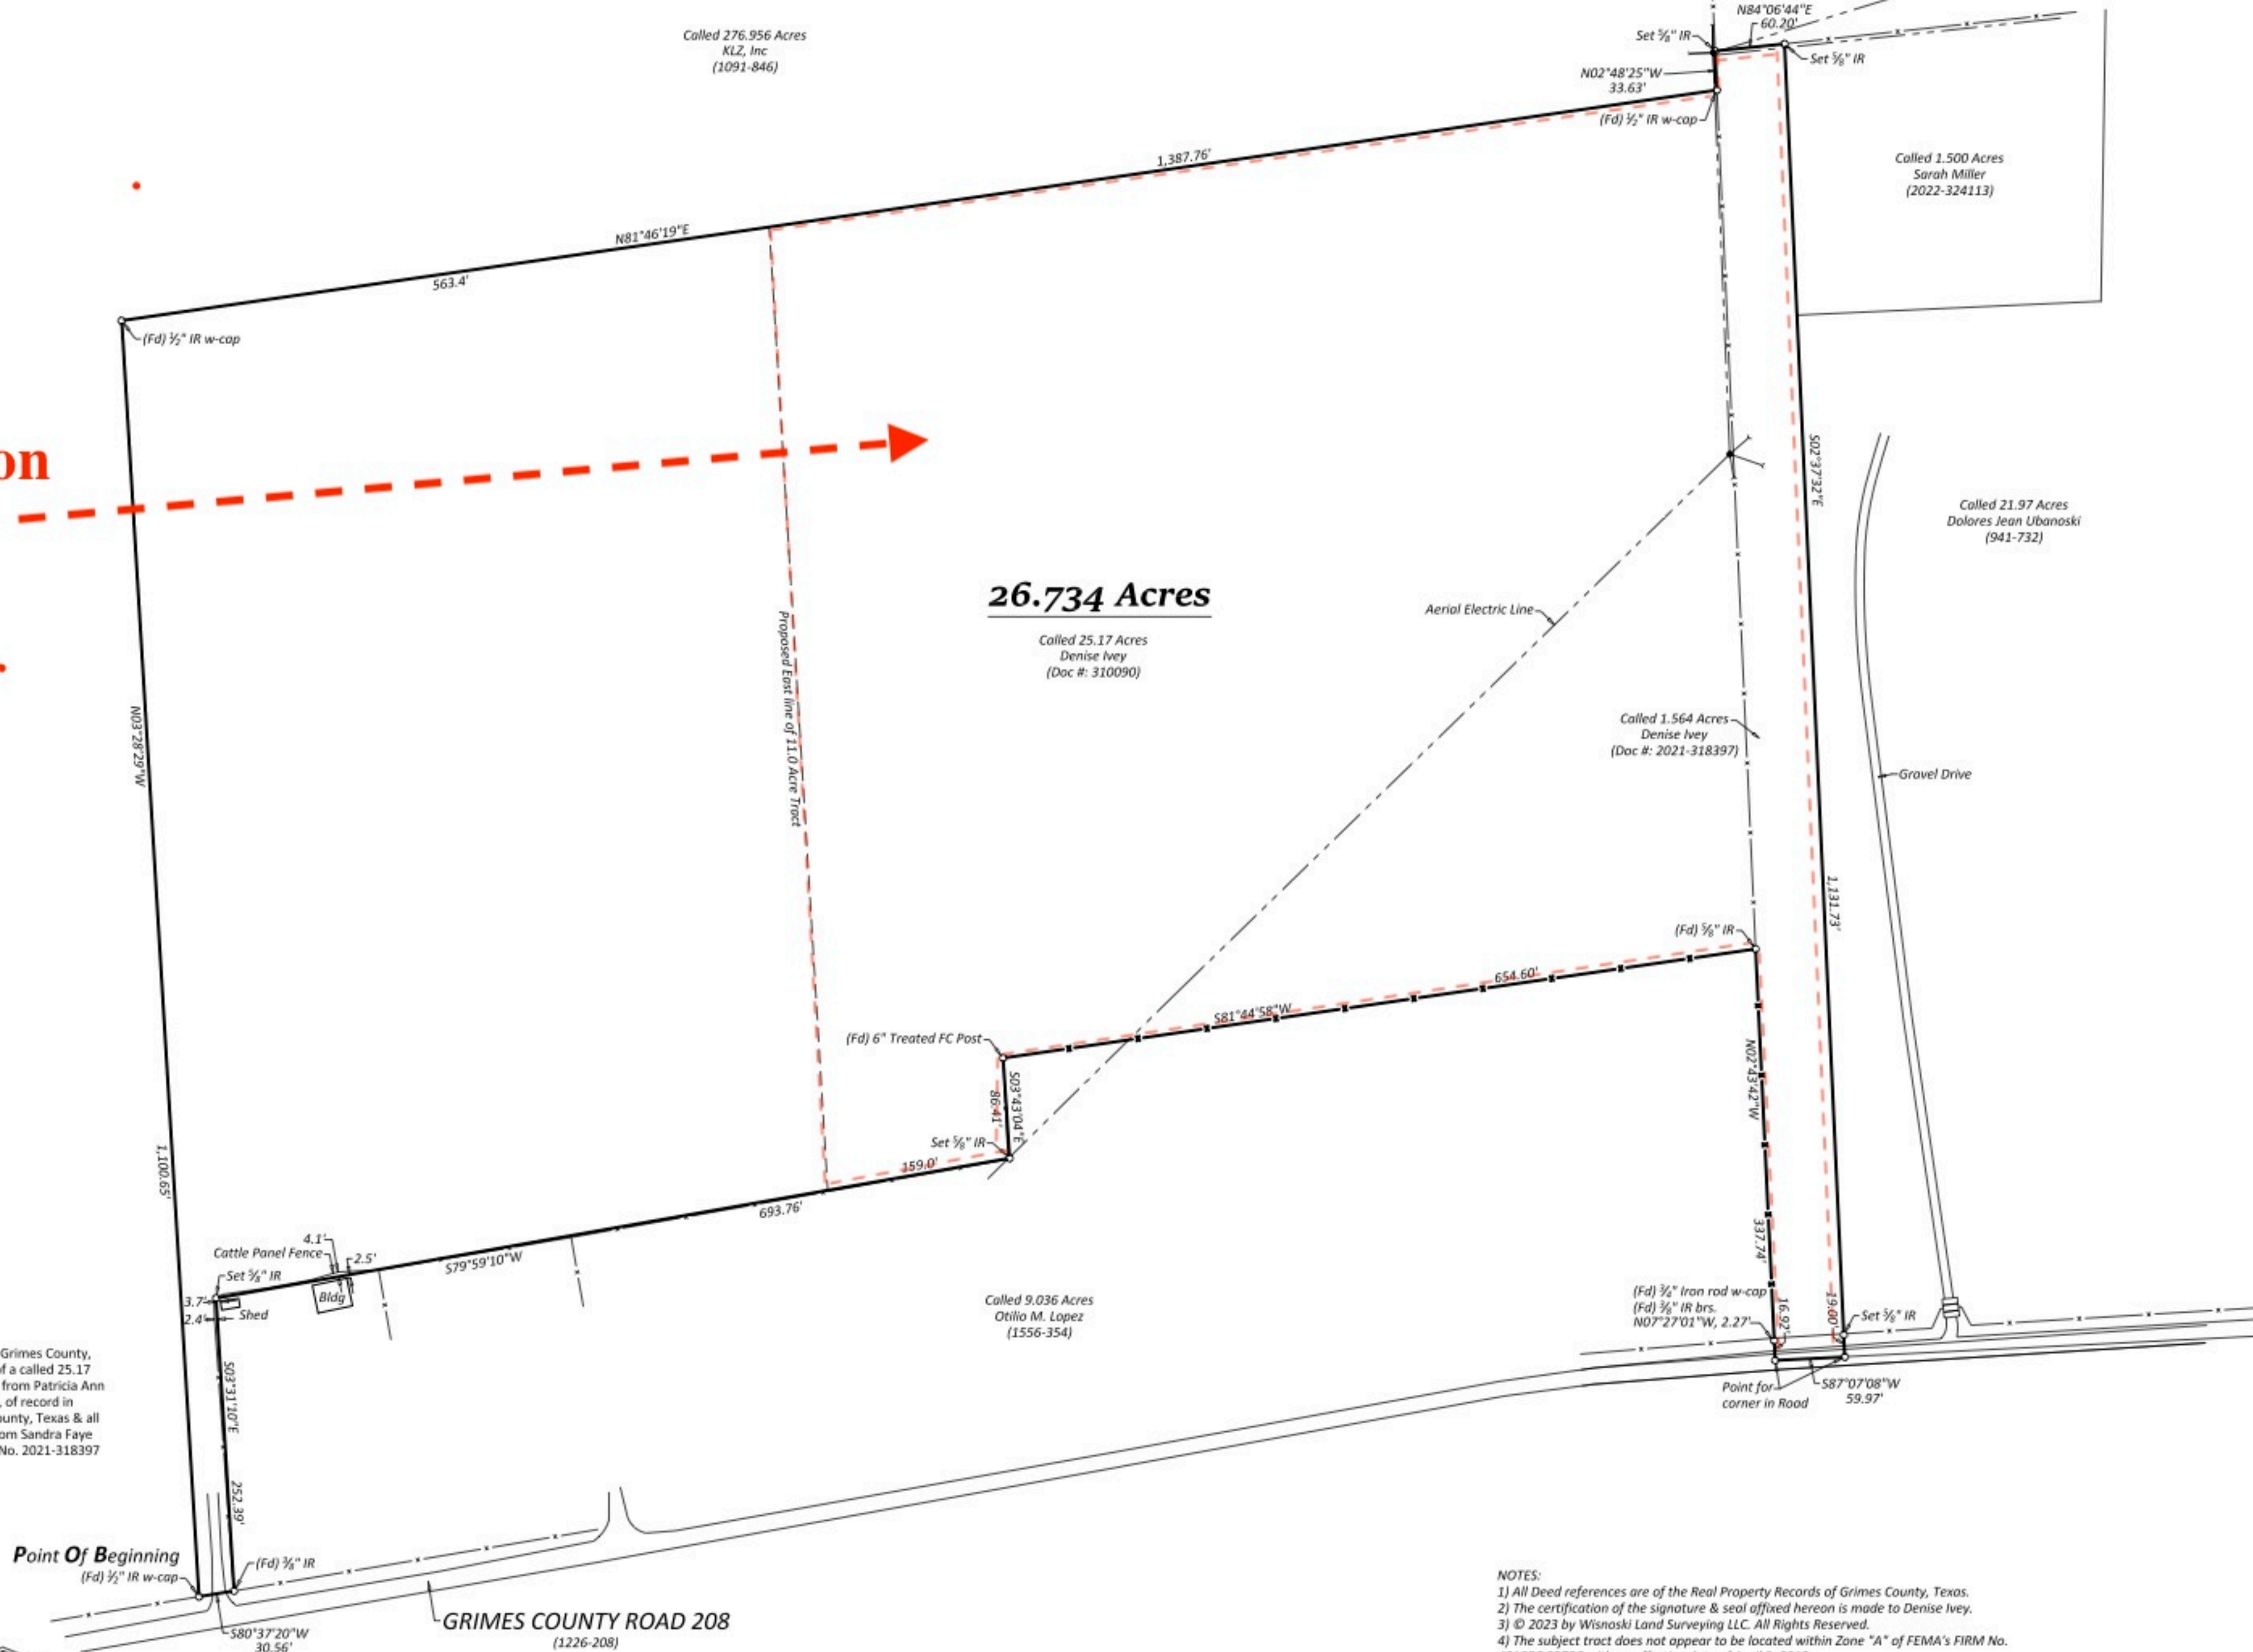 Called 276.956 Acres
KLZ, Inc
(1091-846)
N84°06'44"E
60.20'
Set ⅝" IR
Set ⅝" IR
N02°48'25"W
33.63'
(Fd) ½" IR w-cap
1,387.76'
Called 1.500 Acres
Sarah Miller
(2022-324113)
N81°46'19"E
563.4'
(Fd) ½" IR w-cap
on
S02°37'32"E
Called 21.97 Acres
Dolores Jean Ubanoski
(941-732)
26.734 Acres
Called 25.17 Acres
Denise Ivey
(Doc #: 310090)
Aerial Electric Line
Proposed East line of 11.0 Acre Tract
N03°28'29"W
Called 1.564 Acres
Denise Ivey
(Doc #: 2021-318397)
Gravel Drive
1,131.73'
(Fd) ⅝" IR
654.60'
S81°44'58"W
(Fd) 6" Treated FC Post
S03°43'04"E
86.41'
N02°43'42"W
Set ⅝" IR
159.0'
1,100.65'
693.76'
337.74'
4.1'
Cattle Panel Fence
2.5'
S79°59'10"W
Set ⅝" IR
Bldg
3.7'
Shed
2.4'
Called 9.036 Acres
Otilio M. Lopez
(1556-354)
(Fd) ¾" Iron rod w-cap
(Fd) ⅜" IR brs.
N07°27'01"W, 2.27'
16.92'
19.00'
Set ⅝" IR
Point for
corner in Road
S87°07'08"W
59.97'
Grimes County,
f a called 25.17
from Patricia Ann
, of record in
ounty, Texas & all
om Sandra Faye
No. 2021-318397
S03°31'10"E
252.39'
Point Of Beginning
(Fd) ½" IR w-cap
(Fd) ⅜" IR
S80°37'20"W
30.56'
GRIMES COUNTY ROAD 208
(1226-208)
NOTES:
1) All Deed references are of the Real Property Records of Grimes County, Texas.
2) The certification of the signature & seal affixed hereon is made to Denise Ivey.
3) © 2023 by Wisnoski Land Surveying LLC. All Rights Reserved.
4) The subject tract does not appear to be located within Zone "A" of FEMA's FIRM No.